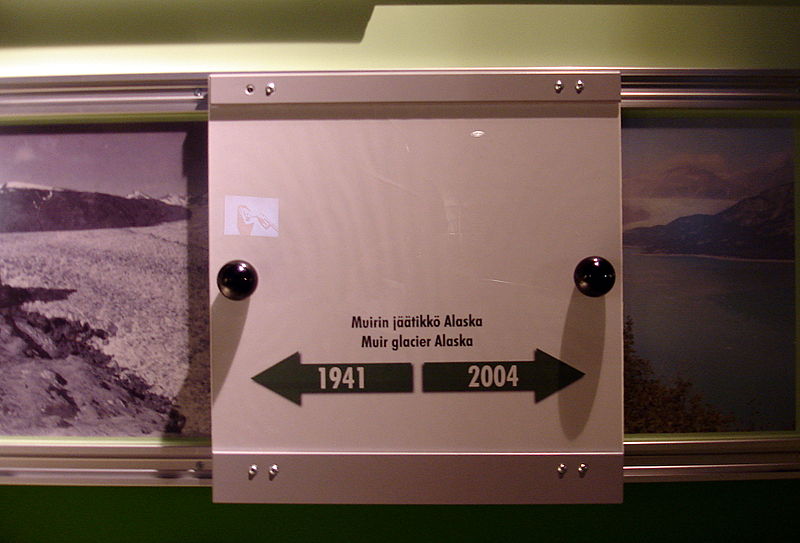 Muirin jäätikkö Alaska
Muir glacier Alaska
1941 2004